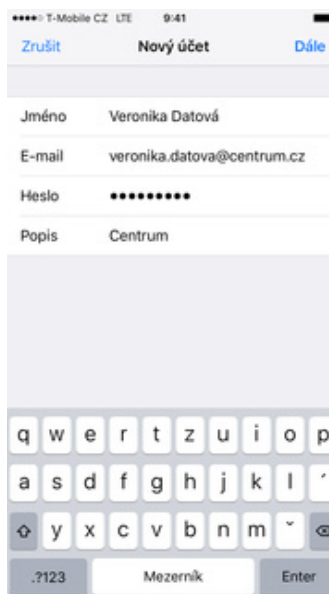 T-Mobile CZ LTE 9:41
Zrušit Nový účet Dále
Jméno Veronika Datová
E-mail veronika.datova@centrum.cz
Heslo •••••••••
Popis Centrum
q w e r t z u i o p
a s d f g h j k l ´
y x c v b n m ˇ
.?123 Mezerník Enter